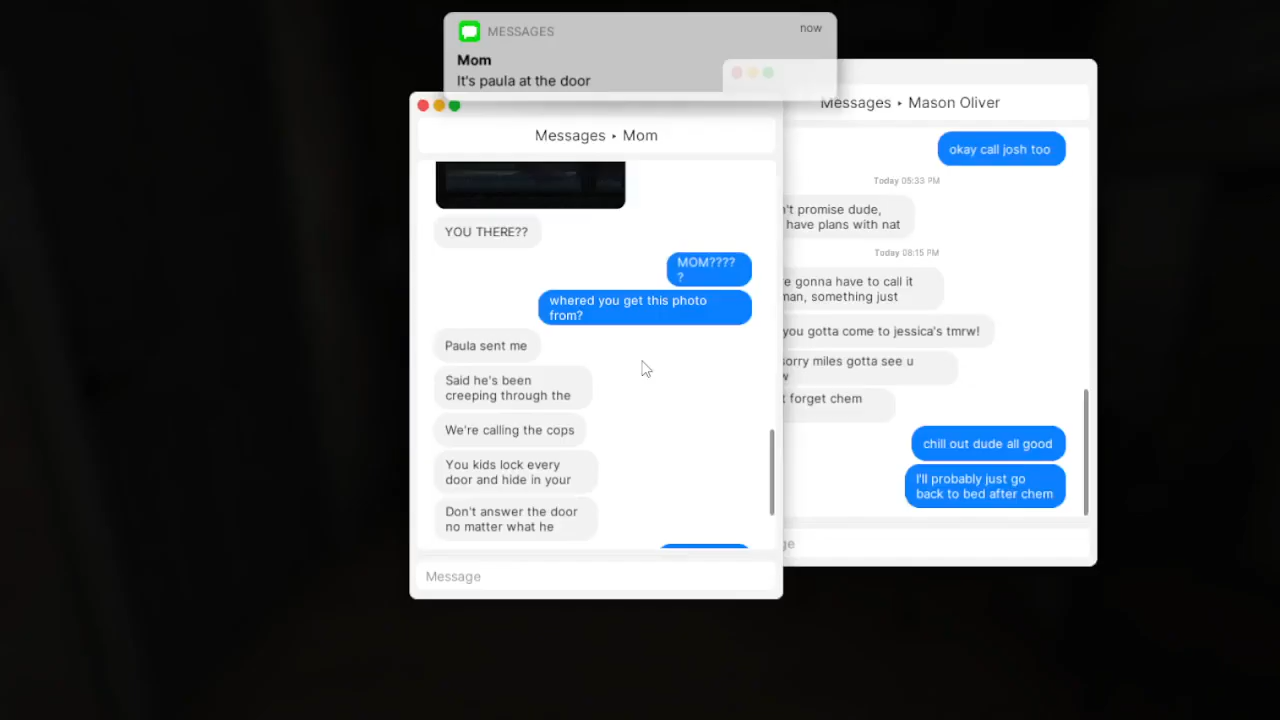 MESSAGES
now
Mom
It's paula at the door
Messages ‣ Mom
YOU THERE??
MOM????
?
whered you get this photo
from?
Paula sent me
Said he's been
creeping through the
We're calling the cops
You kids lock every
door and hide in your
Don't answer the door
no matter what he
Message
Messages ‣ Mason Oliver
okay call josh too
Today 05:33 PM
promise dude,
have plans with nat
Today 08:15 PM
gonna have to call it
man, something just
you gotta come to jessica's tmrw!
sorry miles gotta see u
forget chem
chill out dude all good
I'll probably just go
back to bed after chem